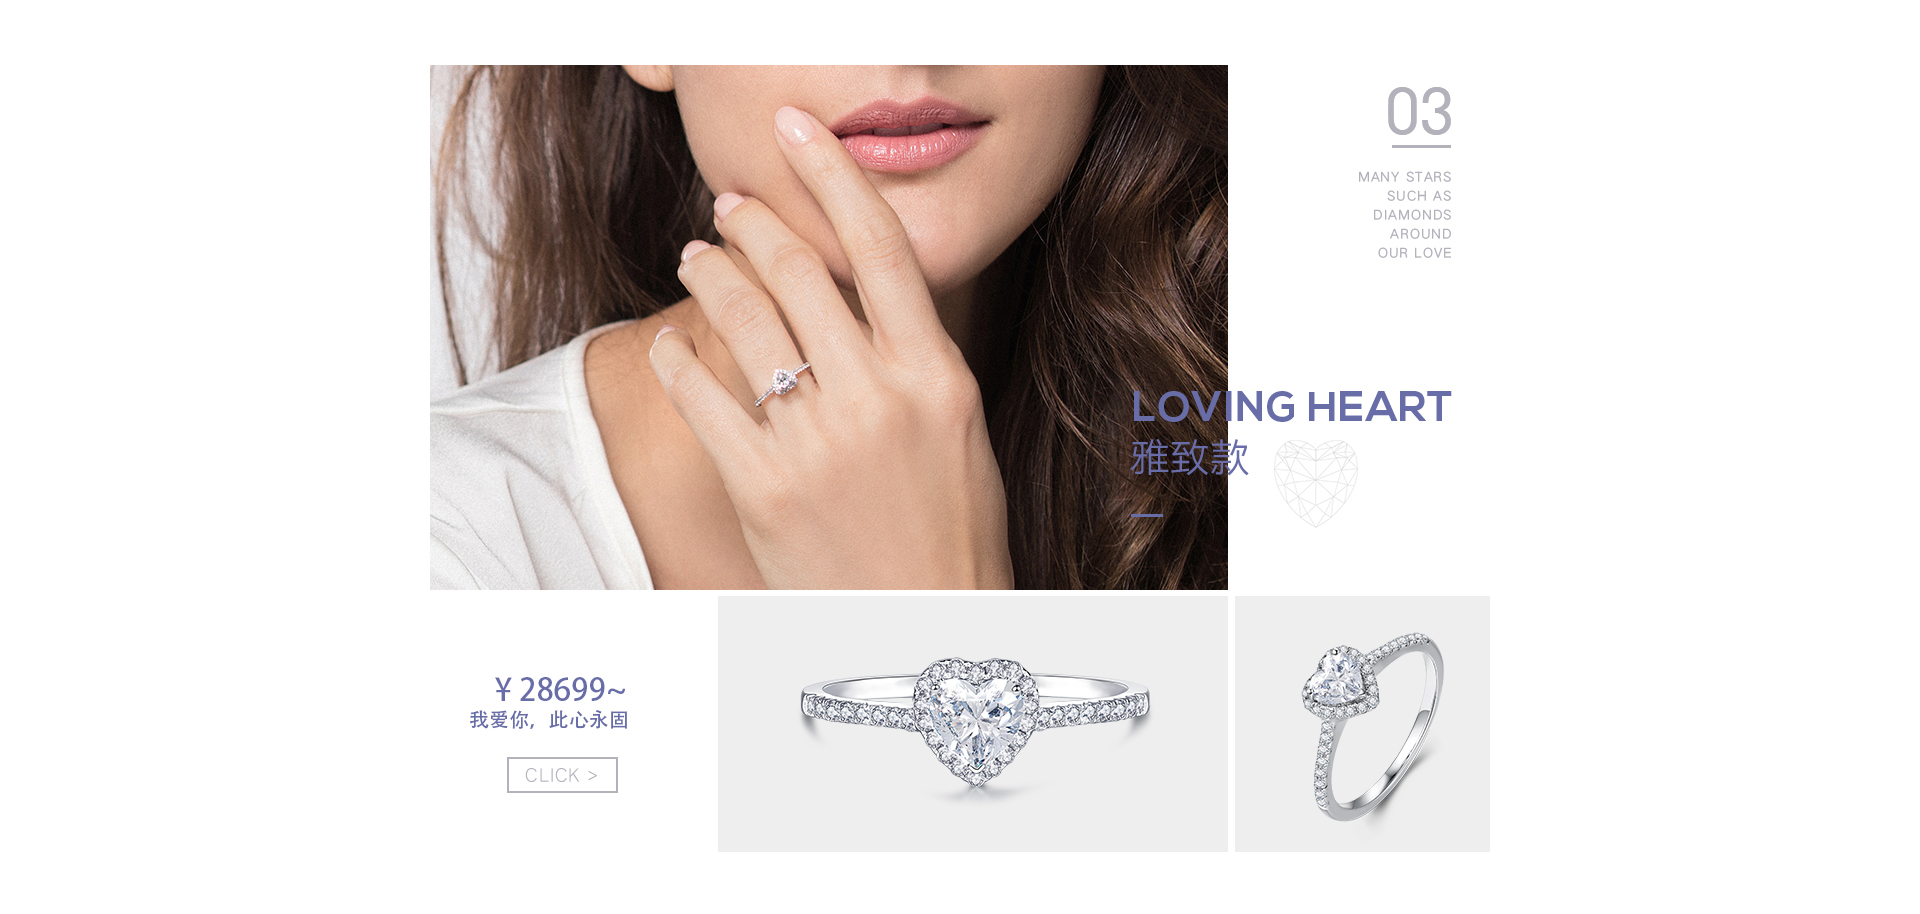 03
MANY STARS
SUCH AS
DIAMONDS
AROUND
OUR LOVE
LOVING HEART
雅致款
¥ 28699~
我爱你，此心永固
CLICK >